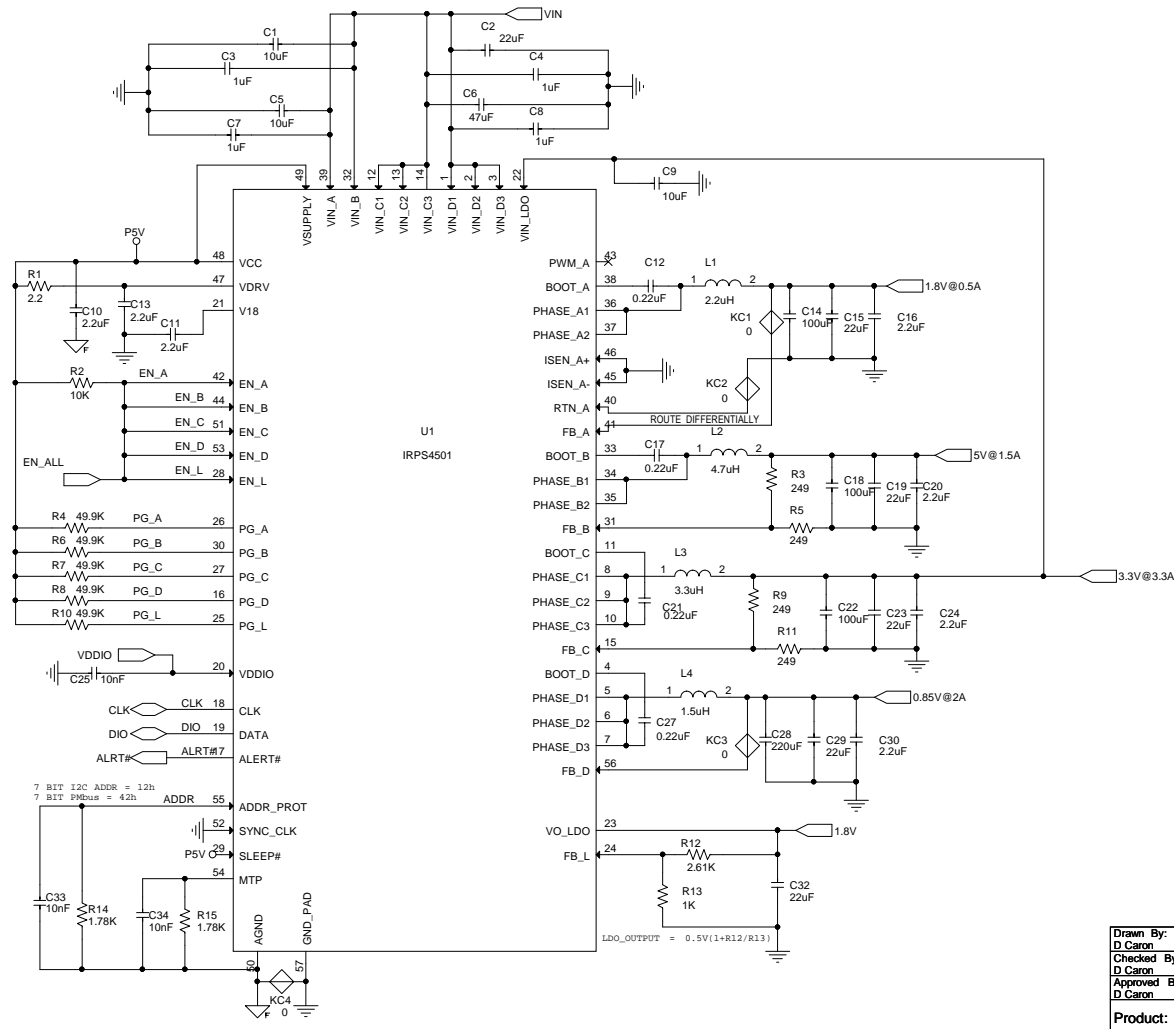 VIN
C1
10uF
C2
22uF
C3
1uF
C4
1uF
C5
10uF
C6
47uF
C7
1uF
C8
1uF
C9
10uF
49 39 32 12 13 14 1 2 3 22
VSUPPLY VIN_A VIN_B VIN_C1 VIN_C2 VIN_C3 VIN_D1 VIN_D2 VIN_D3 VIN_LDO
P5V
48 VCC
R1
2.2
47 VDRV
C10
2.2uF
C13
2.2uF
21 V18
C11
2.2uF
F
R2
10K
EN_A 42 EN_A
EN_B 44 EN_B
EN_C 51 EN_C
EN_D 53 EN_D
EN_ALL
EN_L 28 EN_L
R4 49.9K PG_A 26 PG_A
R6 49.9K PG_B 30 PG_B
R7 49.9K PG_C 27 PG_C
R8 49.9K PG_D 16 PG_D
R10 49.9K PG_L 25 PG_L
VDDIO
C25 10nF
20 VDDIO
CLK CLK 18 CLK
DIO DIO 19 DATA
ALRT# ALRT# 17 ALERT#
7 BIT I2C ADDR = 12h
7 BIT PMbus = 42h
ADDR 55 ADDR_PROT
52 SYNC_CLK
P5V 29 SLEEP#
54 MTP
C33
10nF
R14
1.78K
C34
10nF
R15
1.78K
AGND
GND_PAD
50
57
KC4
0
F
U1
IRPS4501
PWM_A 43
BOOT_A 38
C12
0.22uF
1 L1 2
2.2uH
1.8V@0.5A
PHASE_A1 36
PHASE_A2 37
KC1
0
C14
100uF
C15
22uF
C16
2.2uF
ISEN_A+ 46
ISEN_A- 45
RTN_A 40
KC2
0
ROUTE DIFFERENTIALLY
FB_A 41
BOOT_B 33
C17
0.22uF
1 L2 2
4.7uH
5V@1.5A
PHASE_B1 34
PHASE_B2 35
R3
249
C18
100uF
C19
22uF
C20
2.2uF
R5
249
FB_B 31
BOOT_C 11
PHASE_C1 8
1 L3 2
3.3uH
3.3V@3.3A
PHASE_C2 9
PHASE_C3 10
C21
0.22uF
R9
249
C22
100uF
C23
22uF
C24
2.2uF
R11
249
FB_C 15
BOOT_D 4
PHASE_D1 5
1 L4 2
1.5uH
0.85V@2A
PHASE_D2 6
PHASE_D3 7
C27
0.22uF
KC3
0
C28
220uF
C29
22uF
C30
2.2uF
FB_D 56
VO_LDO 23
1.8V
FB_L 24
R12
2.61K
R13
1K
C32
22uF
LDO_OUTPUT = 0.5V(1+R12/R13)
Drawn By:
D Caron
Checked By
D Caron
Approved B
D Caron
Product: